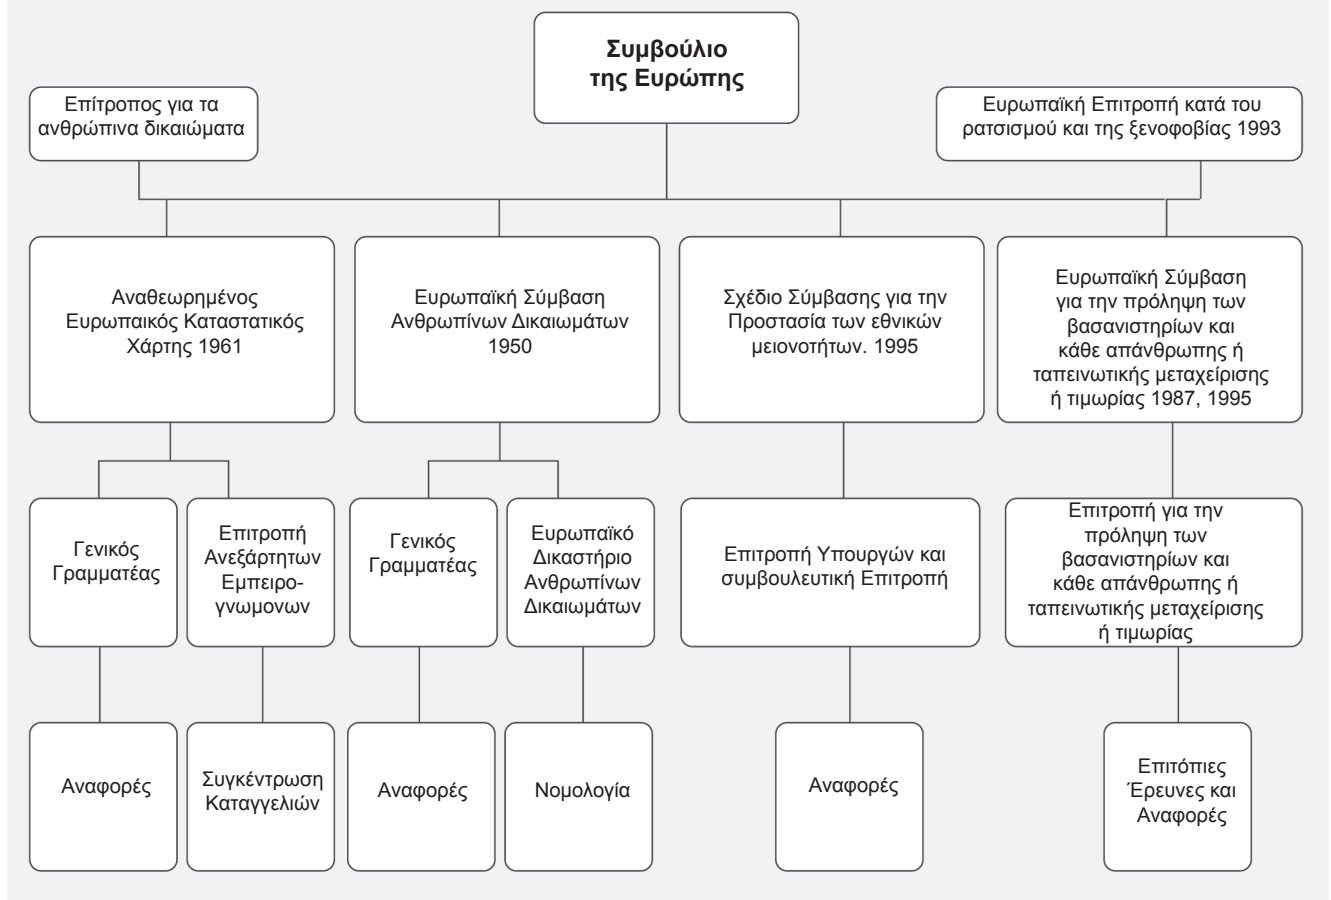 Συμβούλιο
της Ευρώπης
Επίτροπος για τα
ανθρώπινα δικαιώματα
Ευρωπαϊκή Επιτροπή κατά του
ρατσισμού και της ξενοφοβίας 1993
Αναθεωρημένος
Ευρωπαικός Καταστατικός
Χάρτης 1961
Ευρωπαϊκή Σύμβαση
Ανθρωπίνων Δικαιωμάτων
1950
Σχέδιο Σύμβασης για την
Προστασία των εθνικών
μειονοτήτων. 1995
Ευρωπαϊκή Σύμβαση
για την πρόληψη των
βασανιστηρίων και
κάθε απάνθρωπης ή
ταπεινωτικής μεταχείρισης
ή τιμωρίας 1987, 1995
Γενικός
Γραμματέας
Επιτροπή
Ανεξάρτητων
Εμπειρο-
γνωμονων
Γενικός
Γραμματέας
Ευρωπαϊκό
Δικαστήριο
Ανθρωπίνων
Δικαιωμάτων
Επιτροπή Υπουργών και
συμβουλευτική Επιτροπή
Επιτροπή για την
πρόληψη των
βασανιστηρίων και
κάθε απάνθρωπης ή
ταπεινωτικής μεταχείρισης
ή τιμωρίας
Αναφορές
Συγκέντρωση
Καταγγελιών
Αναφορές
Νομολογία
Αναφορές
Επιτόπιες
Έρευνες και
Αναφορές